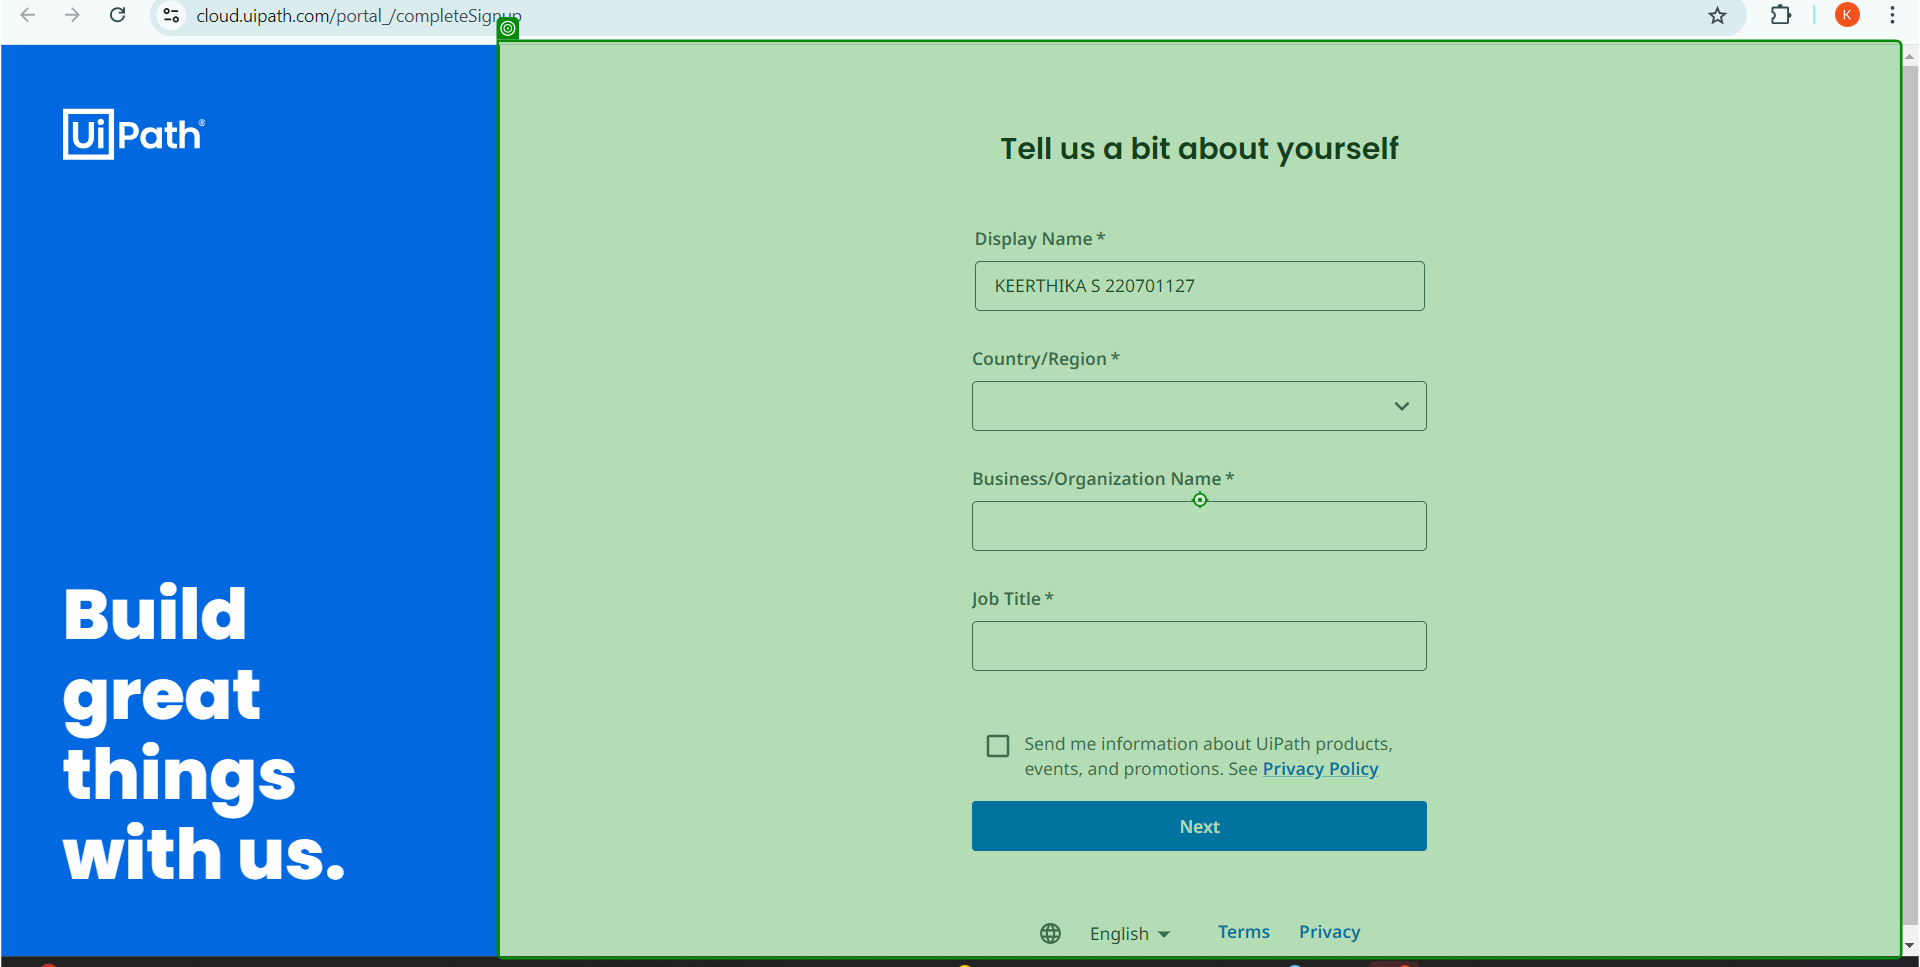 cloud.uipath.com/portal_/completeSignup
K
UiPath®
Build
great
things
with us.
Tell us a bit about yourself
Display Name *
KEERTHIKA S 220701127
Country/Region *
Business/Organization Name *
Job Title *
Send me information about UiPath products,
events, and promotions. See Privacy Policy
Next
English Terms Privacy